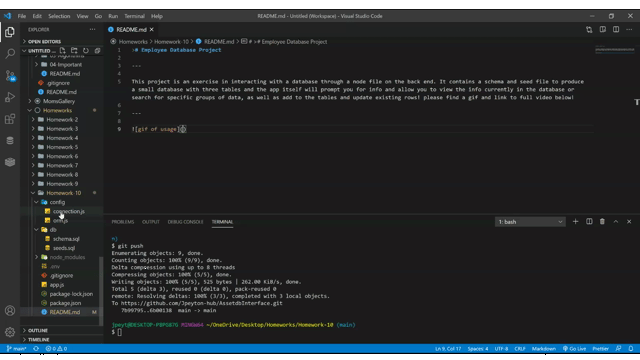 File Edit Selection View Go Run Terminal Help
README.md - Untitled (Workspace) - Visual Studio Code
EXPLORER
OPEN EDITORS
UNTITLED
04-Important
README.md
.gitignore
README.md
MomsGallery
Homeworks
Homework-2
Homework-3
Homework-4
Homework-5
Homework-6
Homework-7
Homework-8
Homework-9
Homework-10
config
connection.js
orm.js
db
schema.sql
seeds.sql
node_modules
.env
.gitignore
app.js
package-lock.json
package.json
README.md M
OUTLINE
TIMELINE
README.md
Homeworks > Homework-10 > README.md > # Employee Database Project
1 # Employee Database Project
2
3 ---
4
5 This project is an exercise in interacting with a database through a node file on the back end. It contains a schema and seed file to produce
a small database with three tables and the app itself will prompt you for info and allow you to view the info currently in the database or
search for specific groups of data, as well as add to the tables and update existing rows! please find a gif and link to full video below!
6
7 ---
8
9 ![gif of usage]()
PROBLEMS OUTPUT DEBUG CONSOLE TERMINAL
1: bash
$ git push
Enumerating objects: 9, done.
Counting objects: 100% (9/9), done.
Delta compression using up to 8 threads
Compressing objects: 100% (5/5), done.
Writing objects: 100% (5/5), 525 bytes | 262.00 KiB/s, done.
Total 5 (delta 3), reused 0 (delta 0), pack-reused 0
remote: Resolving deltas: 100% (3/3), completed with 3 local objects.
To https://github.com/Jpeyton-hub/AssetdbInterface.git
main -> main
MINGW64 ~/OneDrive/Desktop/Homeworks/Homework-10 (main)
$
main*
0 0
Ln 9, Col 17 Spaces: 4 UTF-8 CRLF Markdown Go Live Prettier